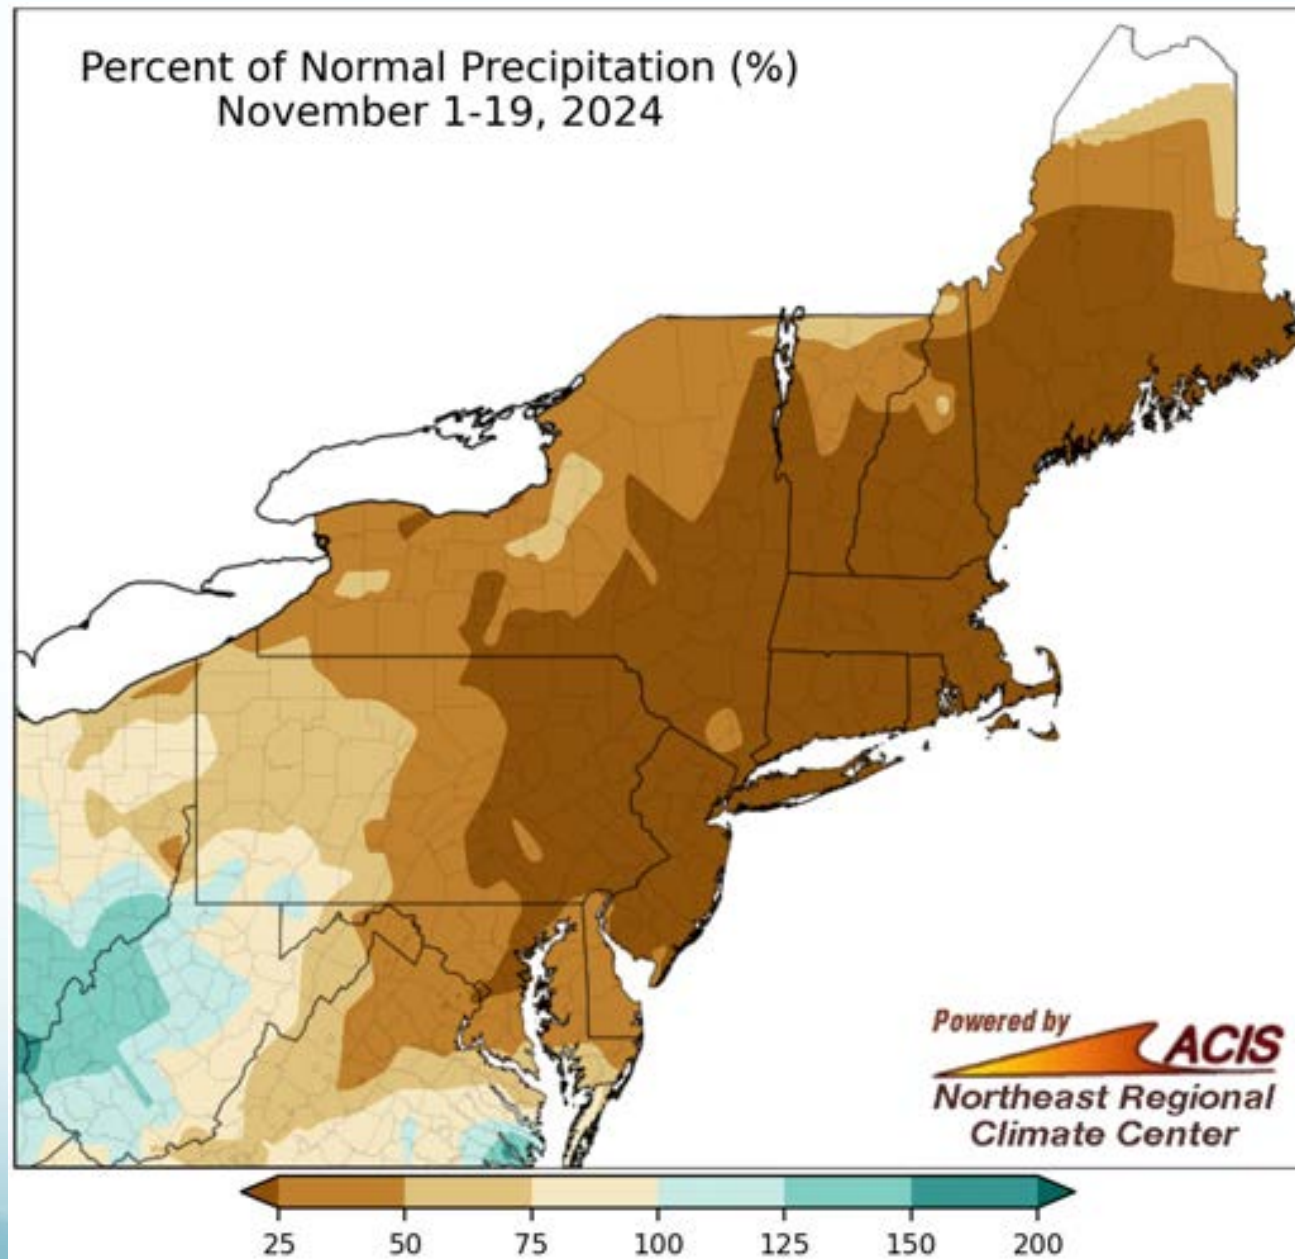 Percent of Normal Precipitation (%)
November 1-19, 2024
Powered by
ACIS
Northeast Regional
Climate Center
25 50 75 100 125 150 200